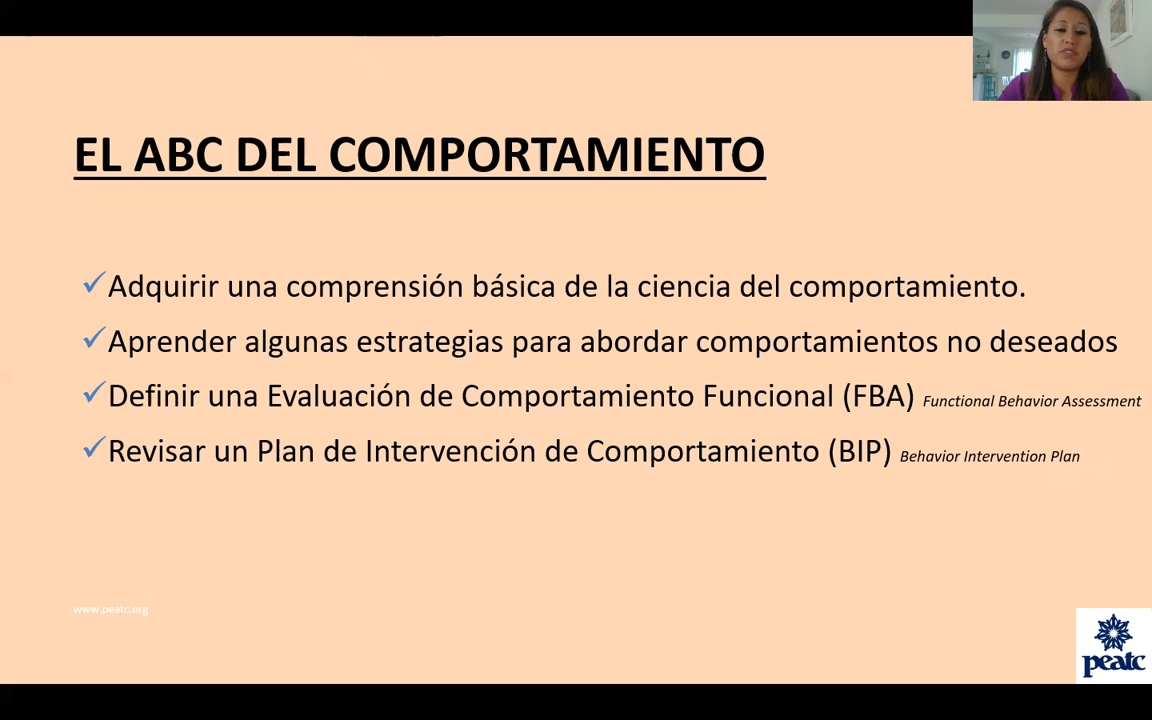 EL ABC DEL COMPORTAMIENTO
✓Adquirir una comprensión básica de la ciencia del comportamiento.
✓Aprender algunas estrategias para abordar comportamientos no deseados
✓Definir una Evaluación de Comportamiento Funcional (FBA) Functional Behavior Assessment
✓Revisar un Plan de Intervención de Comportamiento (BIP) Behavior Intervention Plan
www.peatc.org
peatc